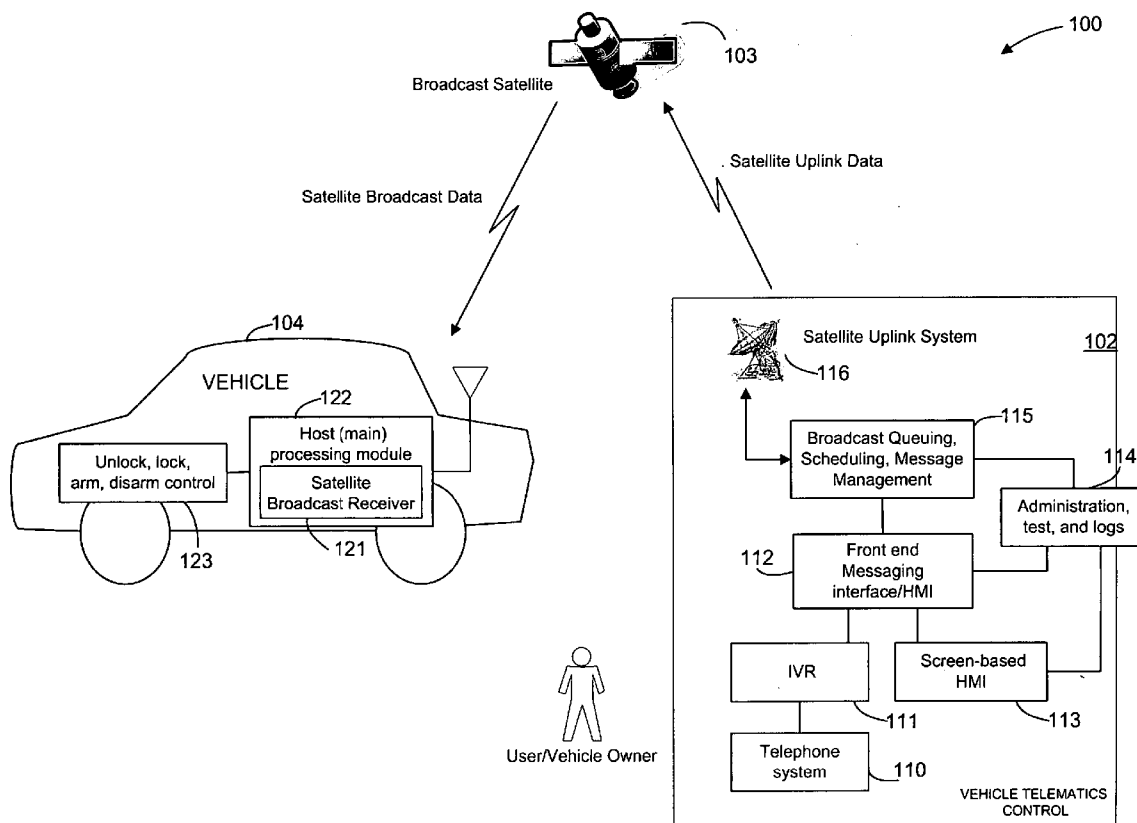 100
103
Broadcast Satellite
Satellite Uplink Data
Satellite Broadcast Data
104
VEHICLE
122
Host (main)
processing module
Satellite
Broadcast Receiver
121
Unlock, lock,
arm, disarm control
123
User/Vehicle Owner
102
Satellite Uplink System
116
115
Broadcast Queuing,
Scheduling, Message
Management
114
Administration,
test, and logs
112
Front end
Messaging
interface/HMI
IVR
111
Screen-based
HMI
113
Telephone
system
110
VEHICLE TELEMATICS
CONTROL